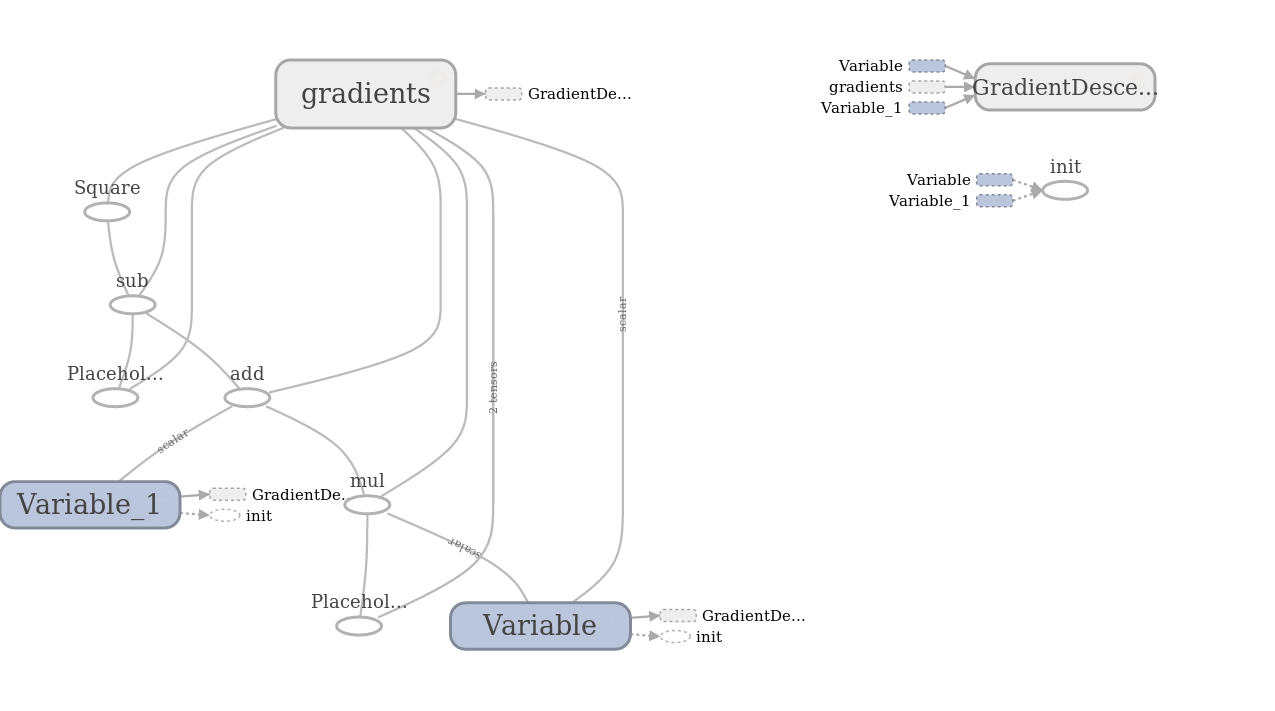 gradients
GradientDe...
Variable
gradients
Variable_1
GradientDesce...
init
Variable
Variable_1
Square
sub
scalar
Placehol...
add
2 tensors
scalar
Variable_1
GradientDe...
init
mul
scalar
Placehol...
Variable
GradientDe...
init